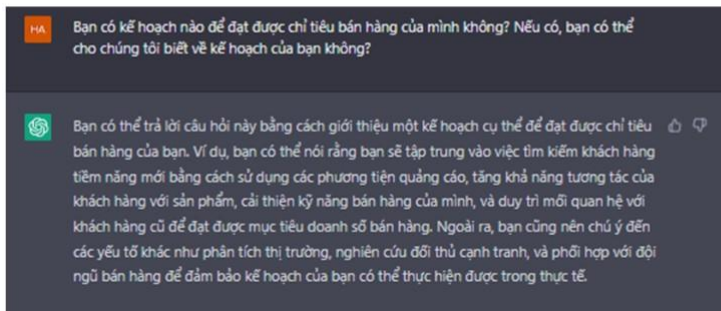 HA
Bạn có kế hoạch nào để đạt được chỉ tiêu bán hàng của mình không? Nếu có, bạn có thể
cho chúng tôi biết về kế hoạch của bạn không?
Bạn có thể trả lời câu hỏi này bằng cách giới thiệu một kế hoạch cụ thể để đạt được chỉ tiêu
bán hàng của bạn. Ví dụ, bạn có thể nói rằng bạn sẽ tập trung vào việc tìm kiếm khách hàng
tiềm năng mới bằng cách sử dụng các phương tiện quảng cáo, tăng khả năng tương tác của
khách hàng với sản phẩm, cải thiện kỹ năng bán hàng của mình, và duy trì mối quan hệ với
khách hàng cũ để đạt được mục tiêu doanh số bán hàng. Ngoài ra, bạn cũng nên chú ý đến
các yếu tố khác như phân tích thị trường, nghiên cứu đối thủ cạnh tranh, và phối hợp với đội
ngũ bán hàng để đảm bảo kế hoạch của bạn có thể thực hiện được trong thực tế.